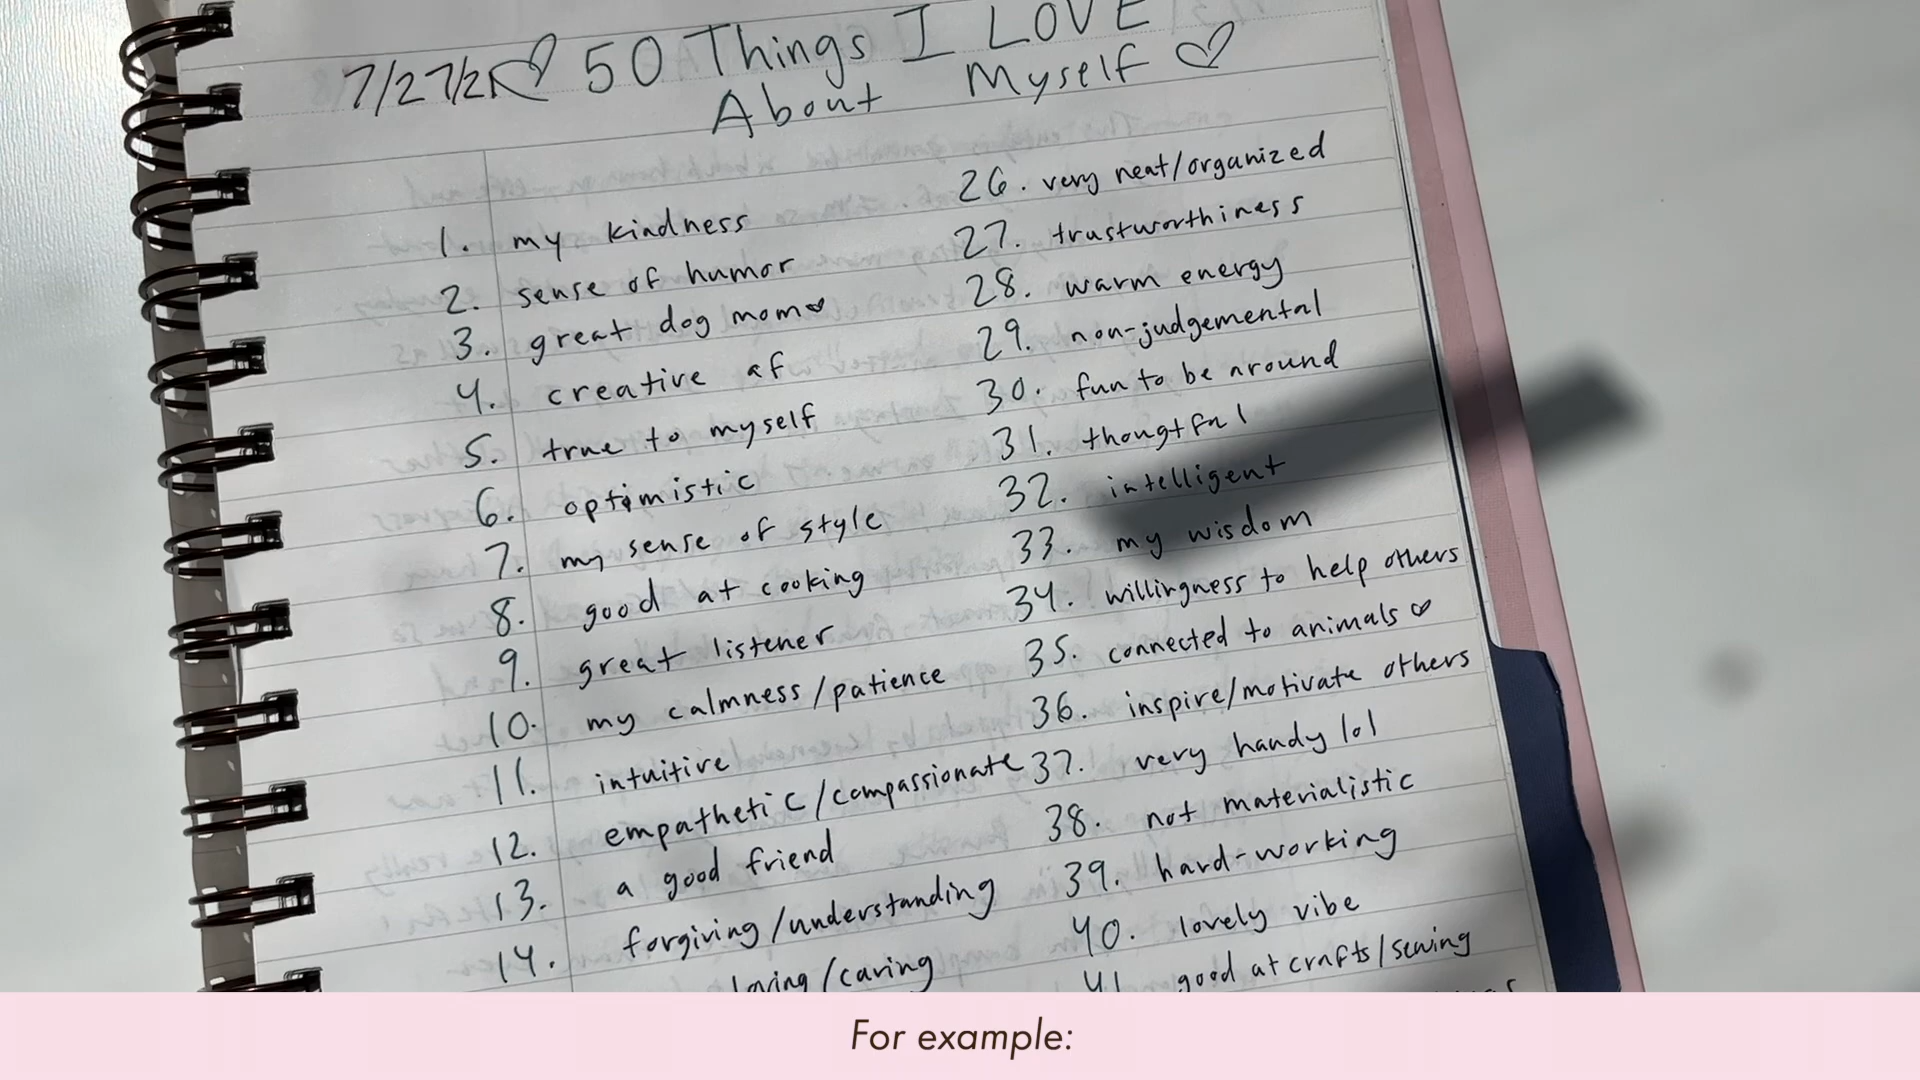 7/27/2
50 Things I LOVE
About Myself
1. my kindness
2. sense of humor
3. great dog mom
4. creative af
5. true to myself
6. optimistic
7. my sense of style
8. good at cooking
9. great listener
10. my calmness/patience
11. intuitive
12. empathetic/compassionate
13. a good friend
14. forgiving/understanding
loving/caring
26. very neat/organized
27. trustworthiness
28. warm energy
29. non-judgemental
30. fun to be around
31. thougtful
32. intelligent
33. my wisdom
34. willingness to help others
35. connected to animals
36. inspire/motivate others
37. very handy lol
38. not materialistic
39. hard-working
40. lovely vibe
41. good at crafts/sewing
For example: